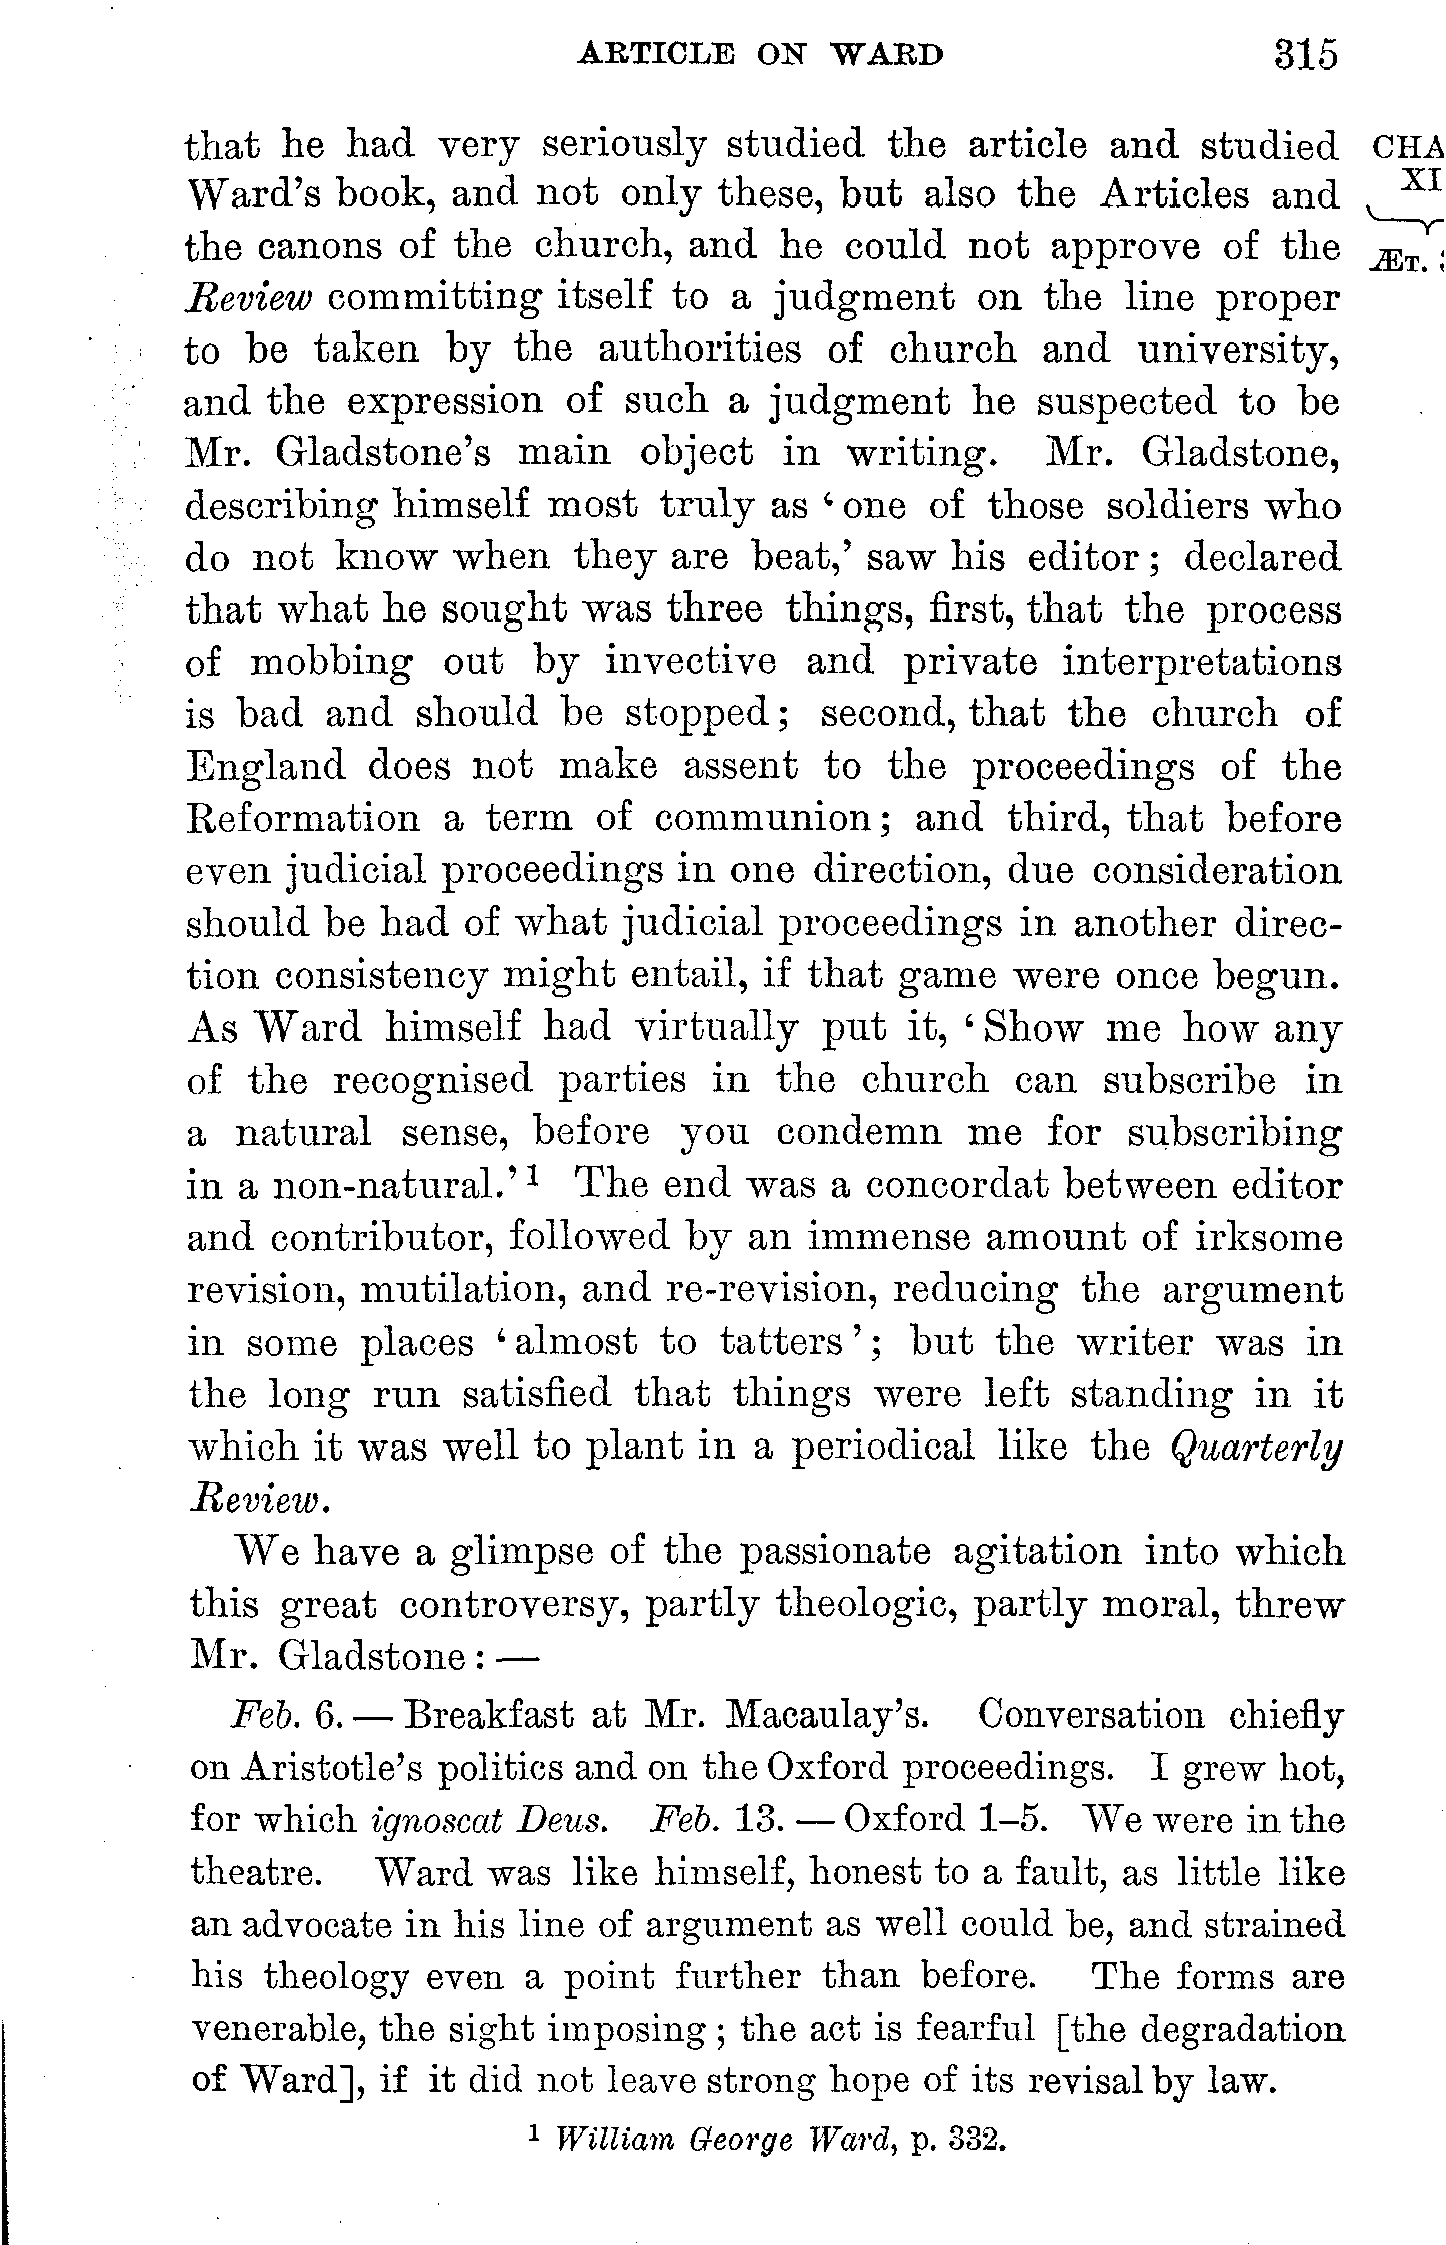 ARTICLE ON WARD 315
that he had very seriously studied the article and studied
Ward's book, and not only these, but also the Articles and
the canons of the church, and he could not approve of the
Review committing itself to a judgment on the line proper
to be taken by the authorities of church and university,
and the expression of such a judgment he suspected to be
Mr. Gladstone's main object in writing. Mr. Gladstone,
describing himself most truly as ‘one of those soldiers who
do not know when they are beat,’ saw his editor; declared
that what he sought was three things, first, that the process
of mobbing out by invective and private interpretations
is bad and should be stopped; second, that the church of
England does not make assent to the proceedings of the
Reformation a term of communion; and third, that before
even judicial proceedings in one direction, due consideration
should be had of what judicial proceedings in another direc-
tion consistency might entail, if that game were once begun.
As Ward himself had virtually put it, ‘Show me how any
of the recognised parties in the church can subscribe in
a natural sense, before you condemn me for subscribing
in a non-natural.’¹ The end was a concordat between editor
and contributor, followed by an immense amount of irksome
revision, mutilation, and re-revision, reducing the argument
in some places ‘almost to tatters’; but the writer was in
the long run satisfied that things were left standing in it
which it was well to plant in a periodical like the Quarterly
Review.
We have a glimpse of the passionate agitation into which
this great controversy, partly theologic, partly moral, threw
Mr. Gladstone:—
Feb. 6.—Breakfast at Mr. Macaulay's. Conversation chiefly
on Aristotle's politics and on the Oxford proceedings. I grew hot,
for which ignoscat Deus. Feb. 13.—Oxford 1–5. We were in the
theatre. Ward was like himself, honest to a fault, as little like
an advocate in his line of argument as well could be, and strained
his theology even a point further than before. The forms are
venerable, the sight imposing; the act is fearful [the degradation
of Ward], if it did not leave strong hope of its revisal by law.
¹ William George Ward, p. 332.
CHA
XI
ÆT.